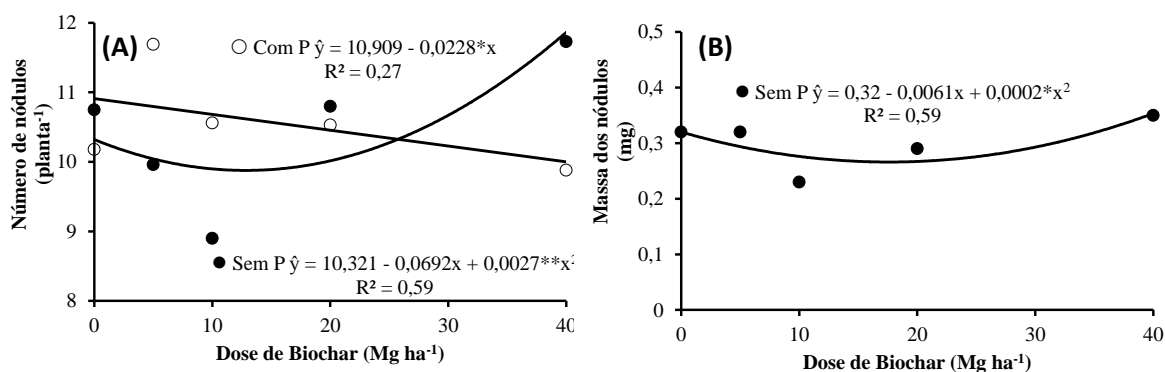 (A)
Com P ŷ = 10,909 - 0,0228*x
R² = 0,27
Sem P ŷ = 10,321 - 0,0692x + 0,0027**x²
R² = 0,59
Número de nódulos
(planta⁻¹)
12
11
10
9
8
0
10
20
30
40
Dose de Biochar (Mg ha⁻¹)
(B)
Sem P ŷ = 0,32 - 0,0061x + 0,0002*x²
R² = 0,59
Massa dos nódulos
(mg)
0,5
0,4
0,3
0,2
0,1
0
0
10
20
30
40
Dose de Biochar (Mg ha⁻¹)